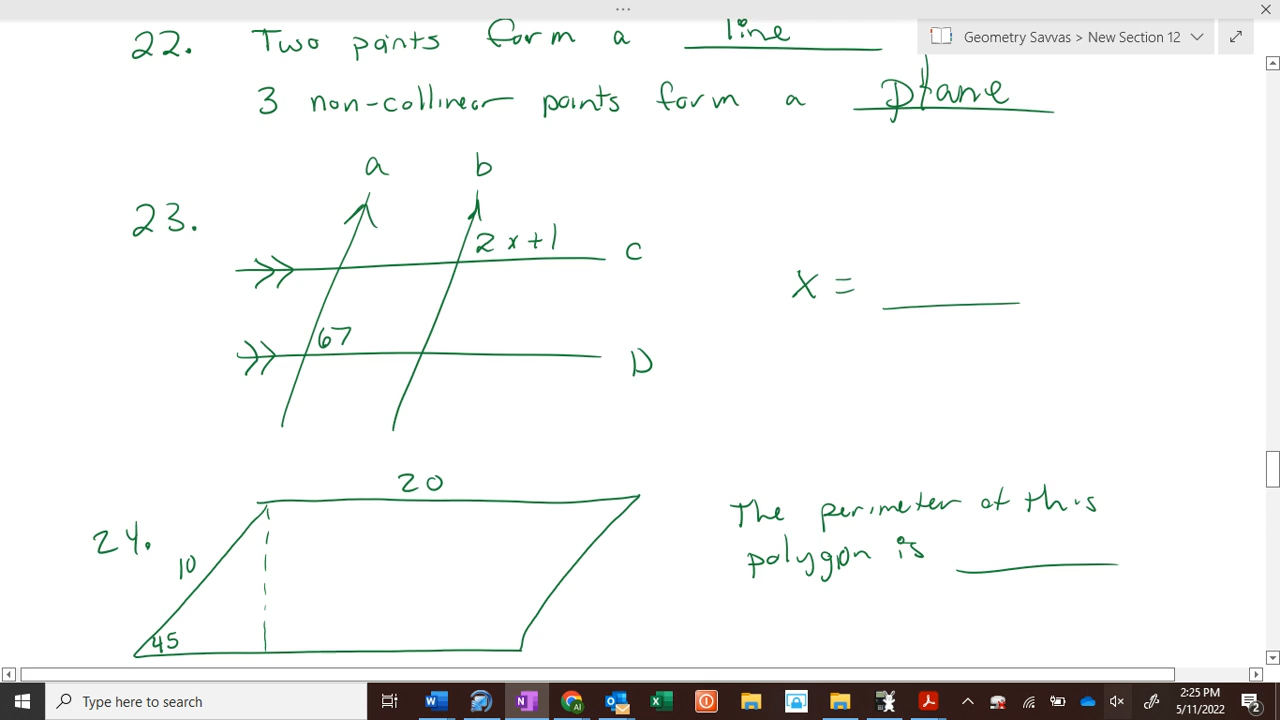 ...
Geometry Savvas > New Section 12
22. Two points form a line
3 non-collinear points form a plane
a b
23.
2x+1
C
x =
67
D
20
24.
10
45
The perimeter of this
polygon is
Type here to search
2:25 PM
5/11/2022
2